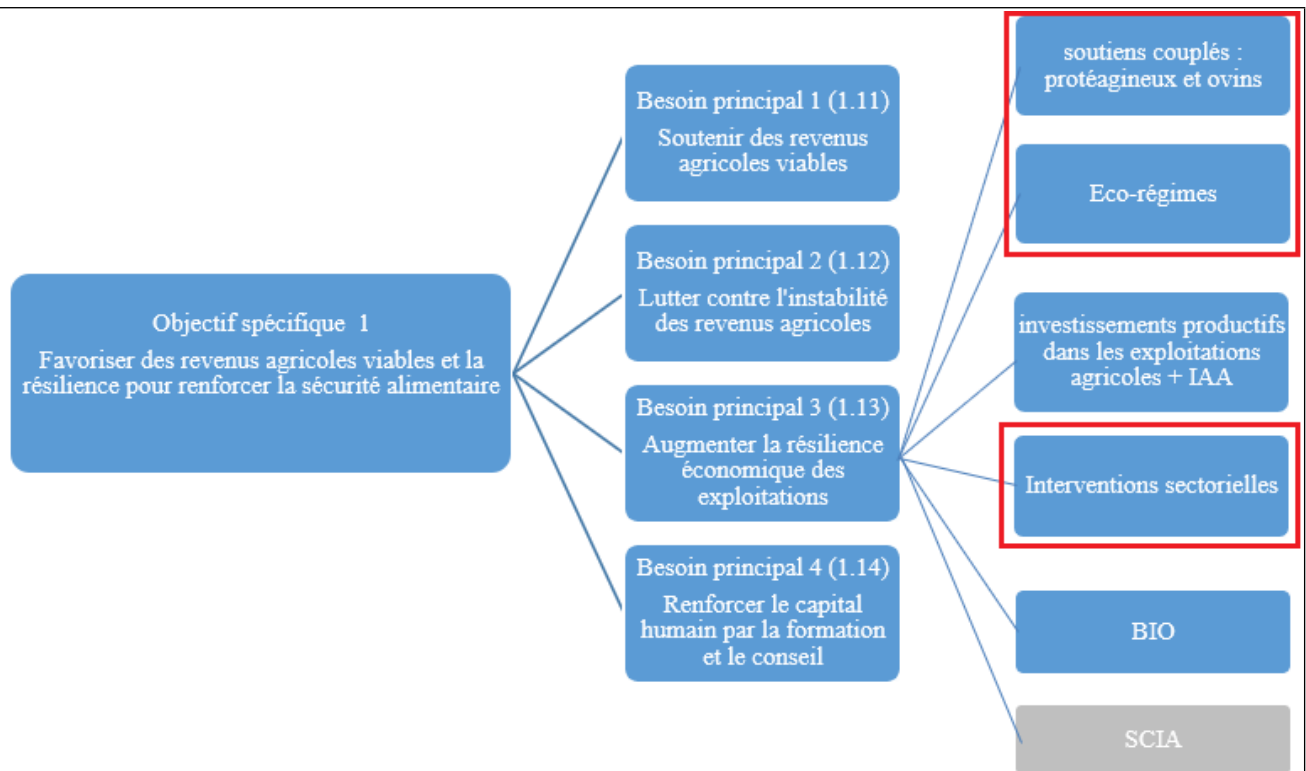 Objectif spécifique 1
Favoriser des revenus agricoles viables et la
résilience pour renforcer la sécurité alimentaire
Besoin principal 1 (1.11)
Soutenir des revenus
agricoles viables
Besoin principal 2 (1.12)
Lutter contre l'instabilité
des revenus agricoles
Besoin principal 3 (1.13)
Augmenter la résilience
économique des
exploitations
Besoin principal 4 (1.14)
Renforcer le capital
humain par la formation
et le conseil
soutiens couplés :
protéagineux et ovins
Eco-régimes
investissements productifs
dans les exploitations
agricoles + IAA
Interventions sectorielles
BIO
SCIA